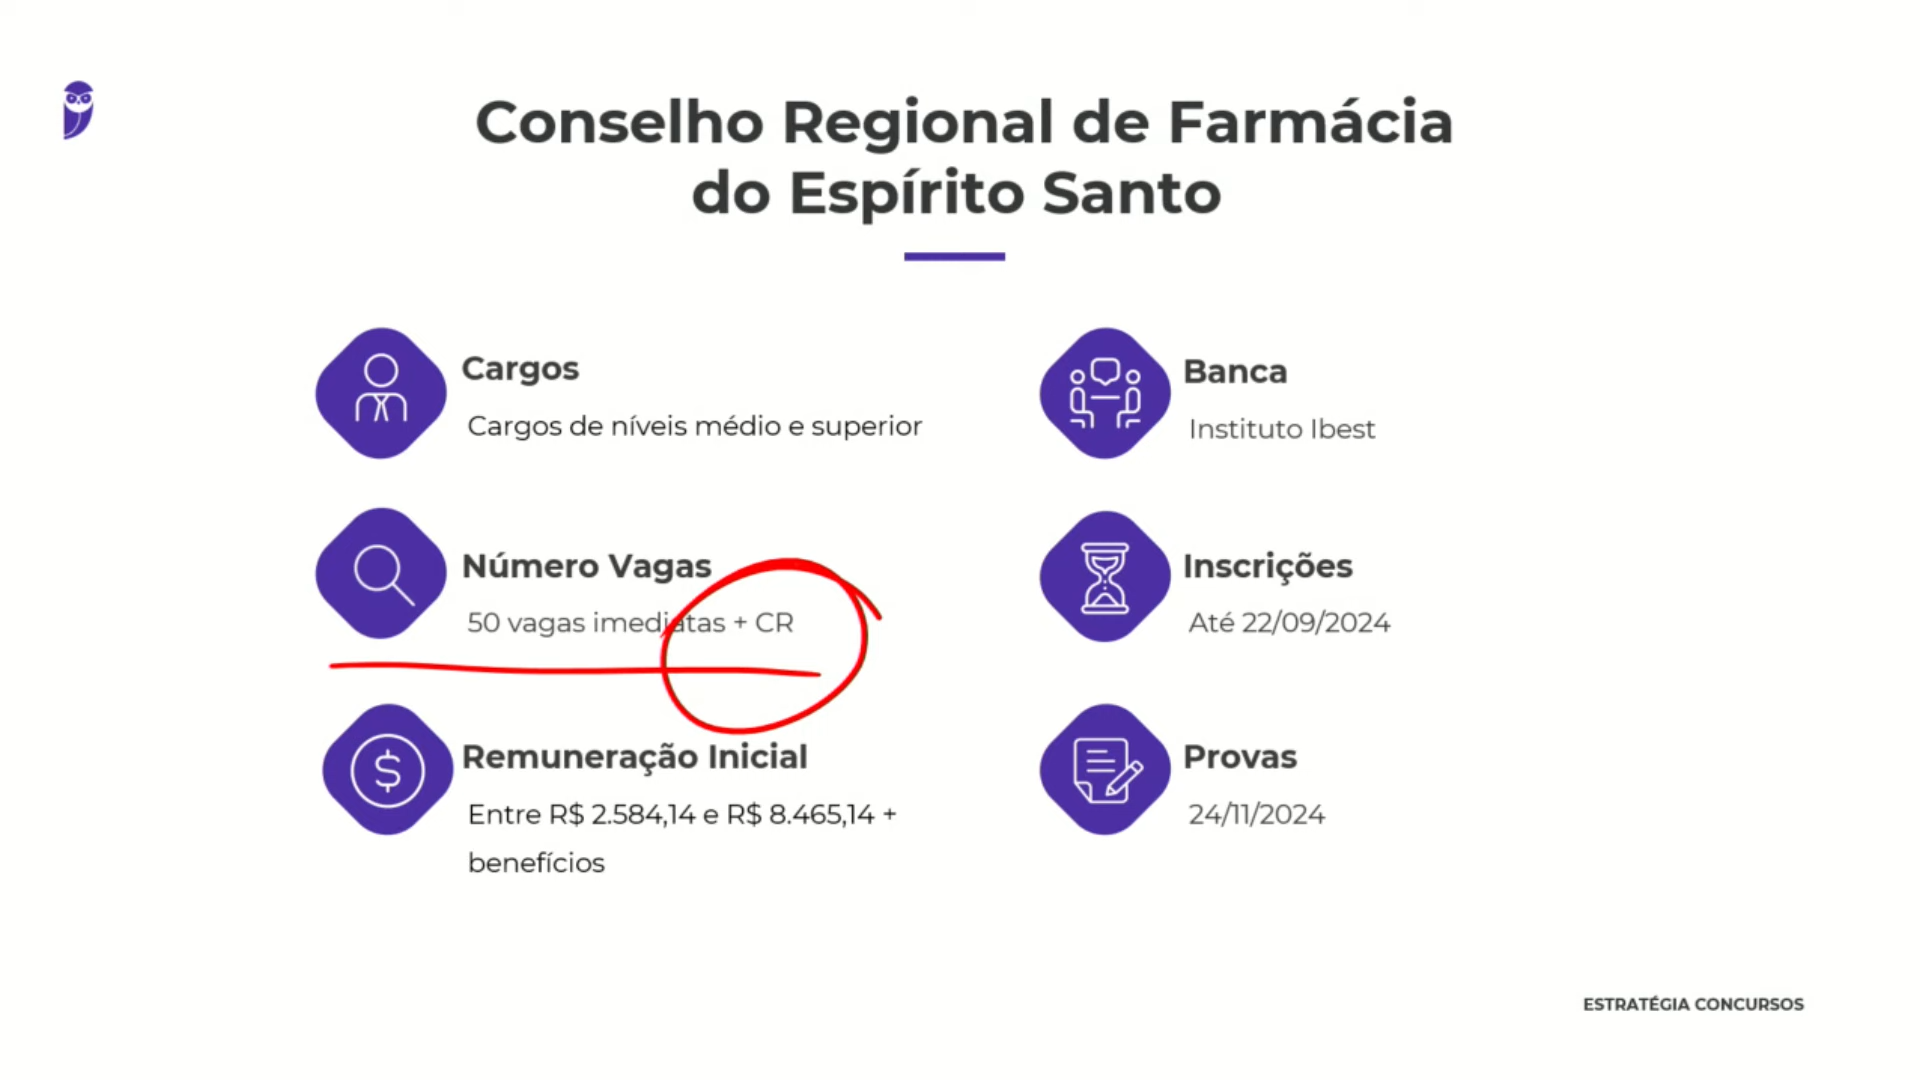 Conselho Regional de Farmácia
do Espírito Santo
Cargos
Cargos de níveis médio e superior
Banca
Instituto Ibest
Número Vagas
50 vagas imediatas + CR
Inscrições
Até 22/09/2024
Remuneração Inicial
Entre R$ 2.584,14 e R$ 8.465,14 +
benefícios
Provas
24/11/2024
ESTRATÉGIA CONCURSOS